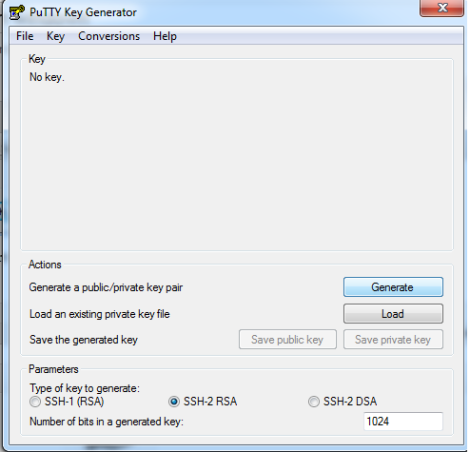 PuTTY Key Generator
File Key Conversions Help
Key
No key.
Actions
Generate a public/private key pair Generate
Load an existing private key file Load
Save the generated key Save public key Save private key
Parameters
Type of key to generate:
SSH-1 (RSA) SSH-2 RSA SSH-2 DSA
Number of bits in a generated key: 1024